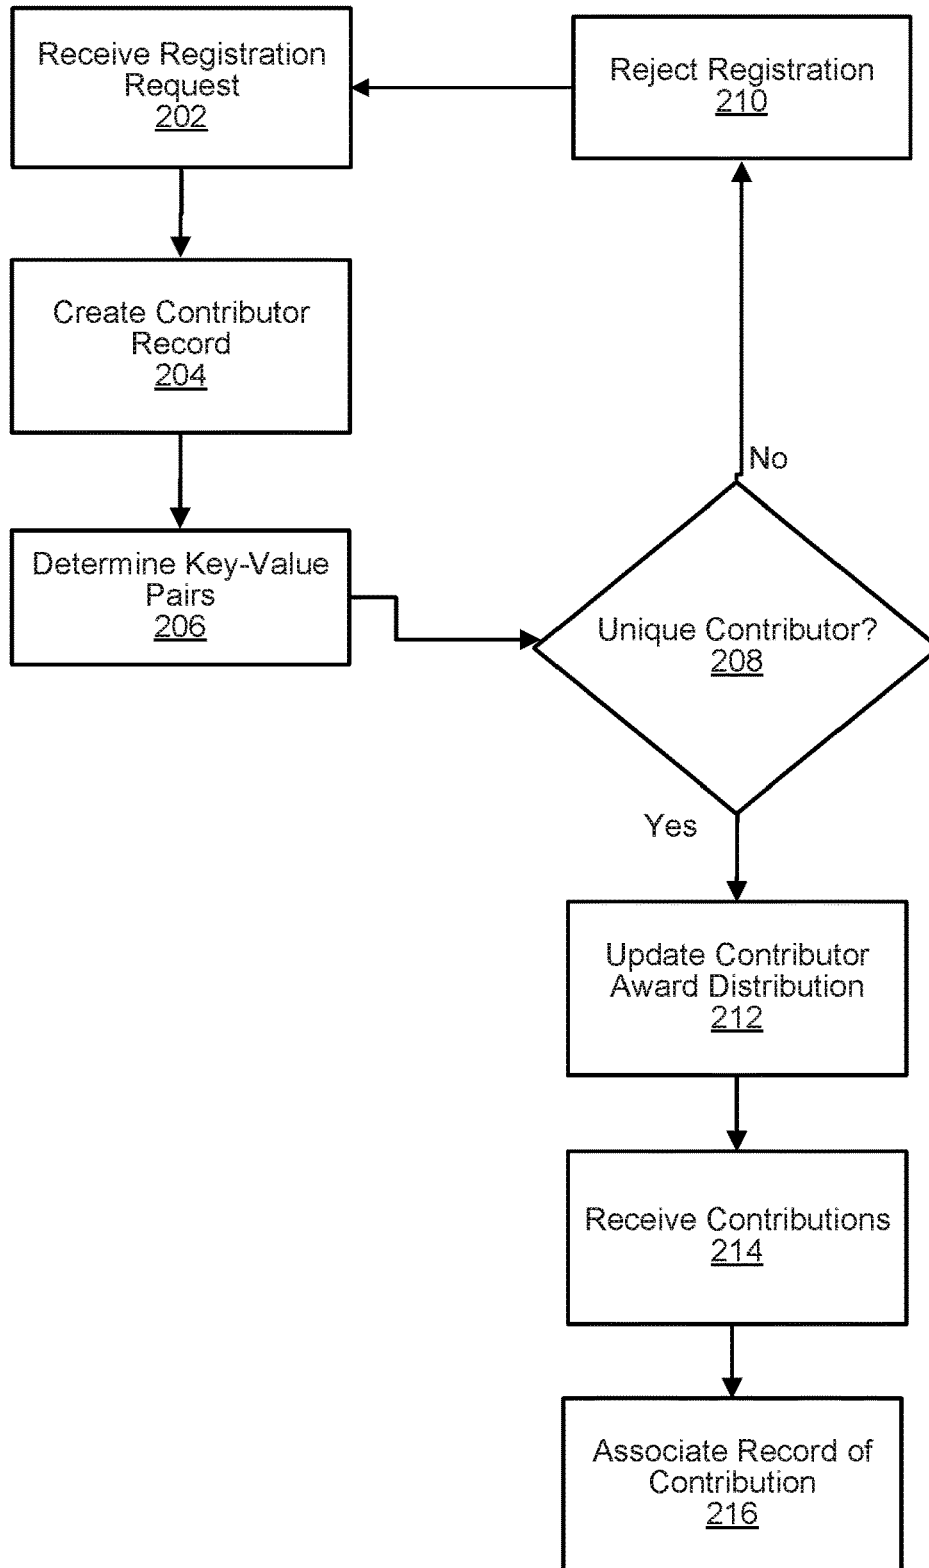 Receive Registration
Request
202
Reject Registration
210
Create Contributor
Record
204
No
Determine Key-Value
Pairs
206
Unique Contributor?
208
Yes
Update Contributor
Award Distribution
212
Receive Contributions
214
Associate Record of
Contribution
216